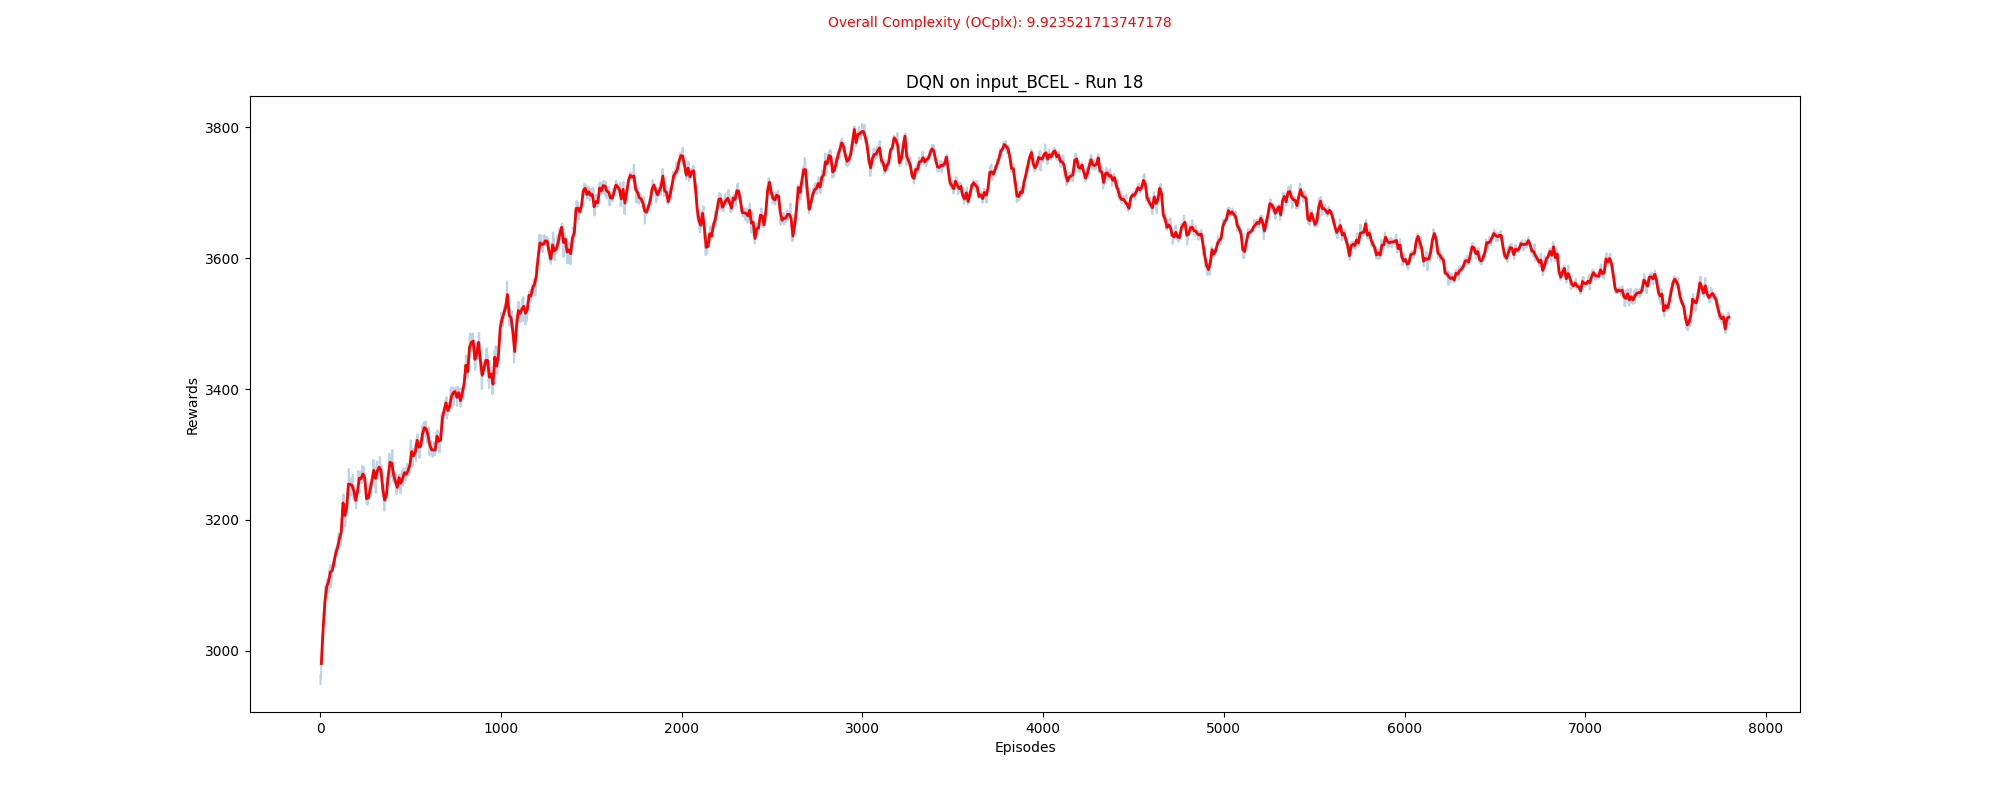 Overall Complexity (OCplx): 9.923521713747178
DQN on input_BCEL - Run 18
Rewards
3800
3600
3400
3200
3000
0 1000 2000 3000 4000 5000 6000 7000 8000
Episodes